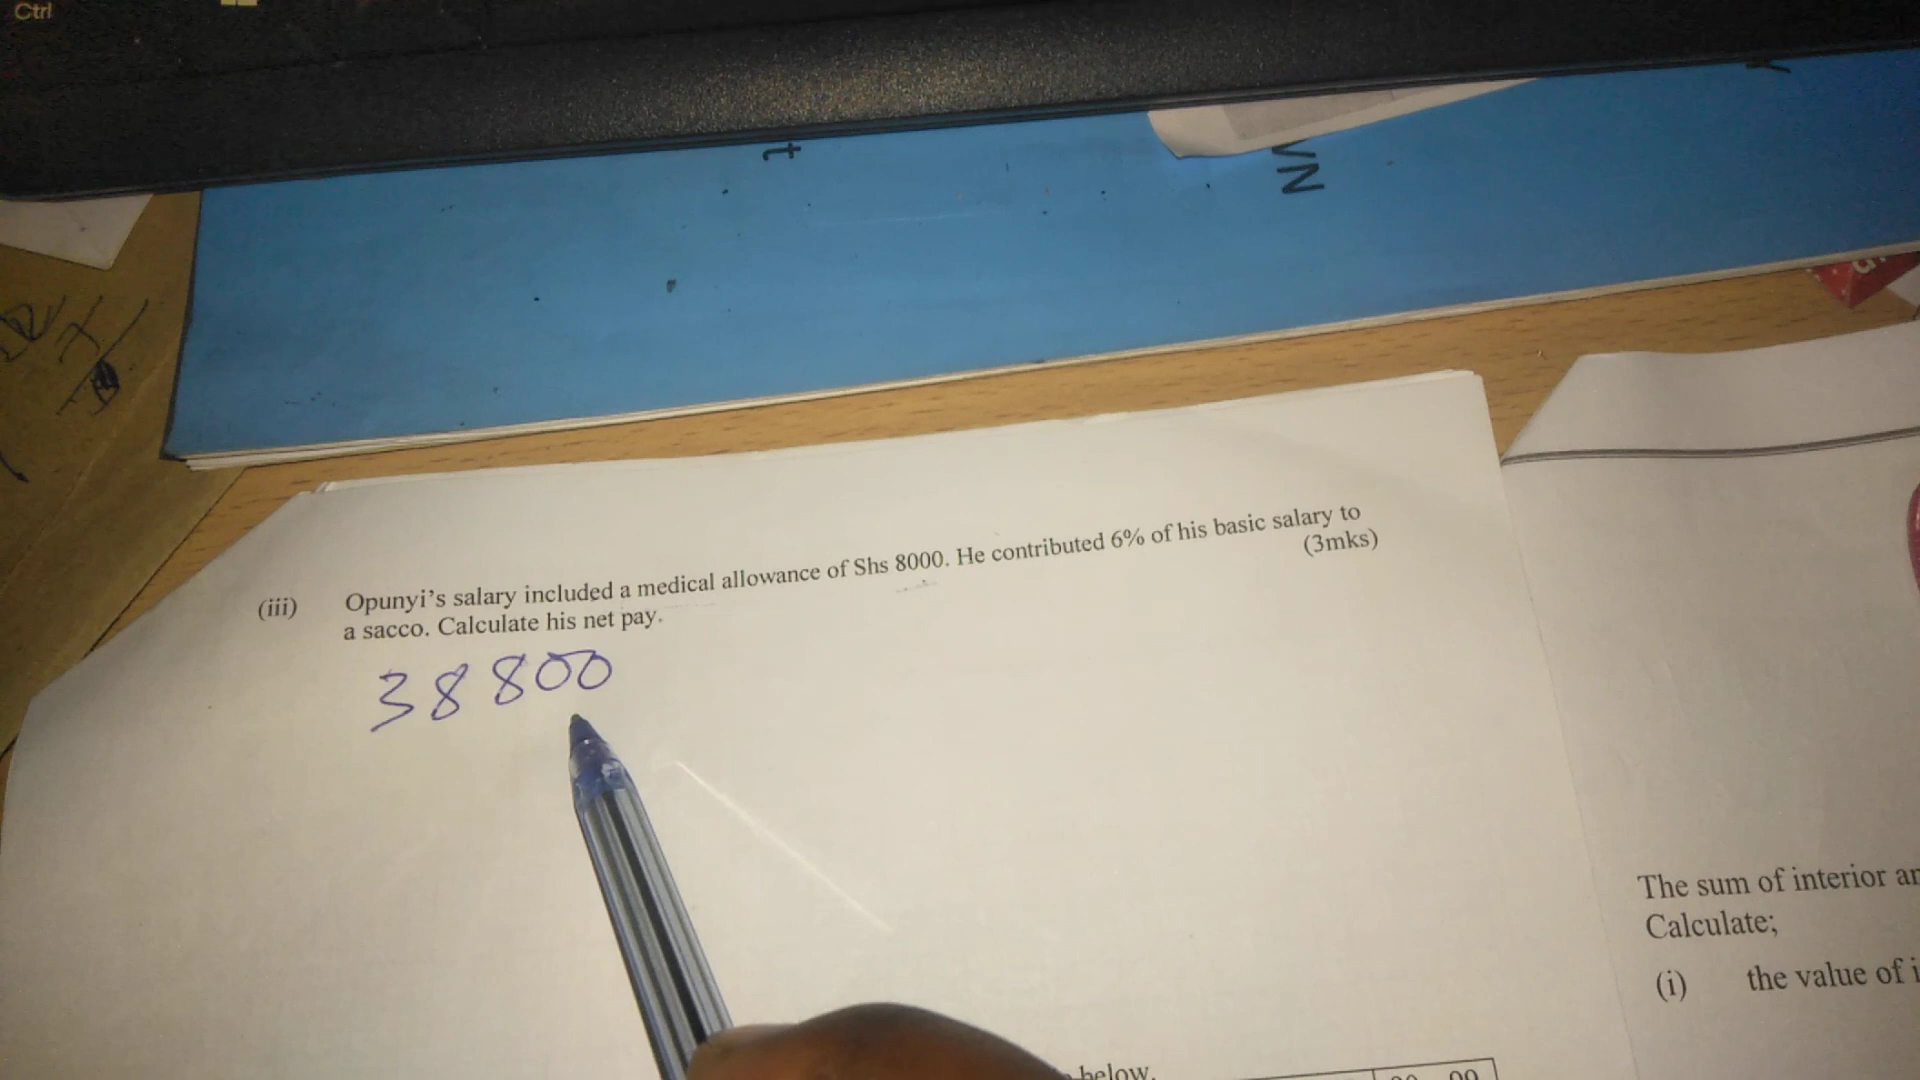 Ctrl
t
(iii) Opunyi's salary included a medical allowance of Shs 8000. He contributed 6% of his basic salary to
a sacco. Calculate his net pay. (3mks)
38800
The sum of interior
Calculate;
(i) the value of
below.